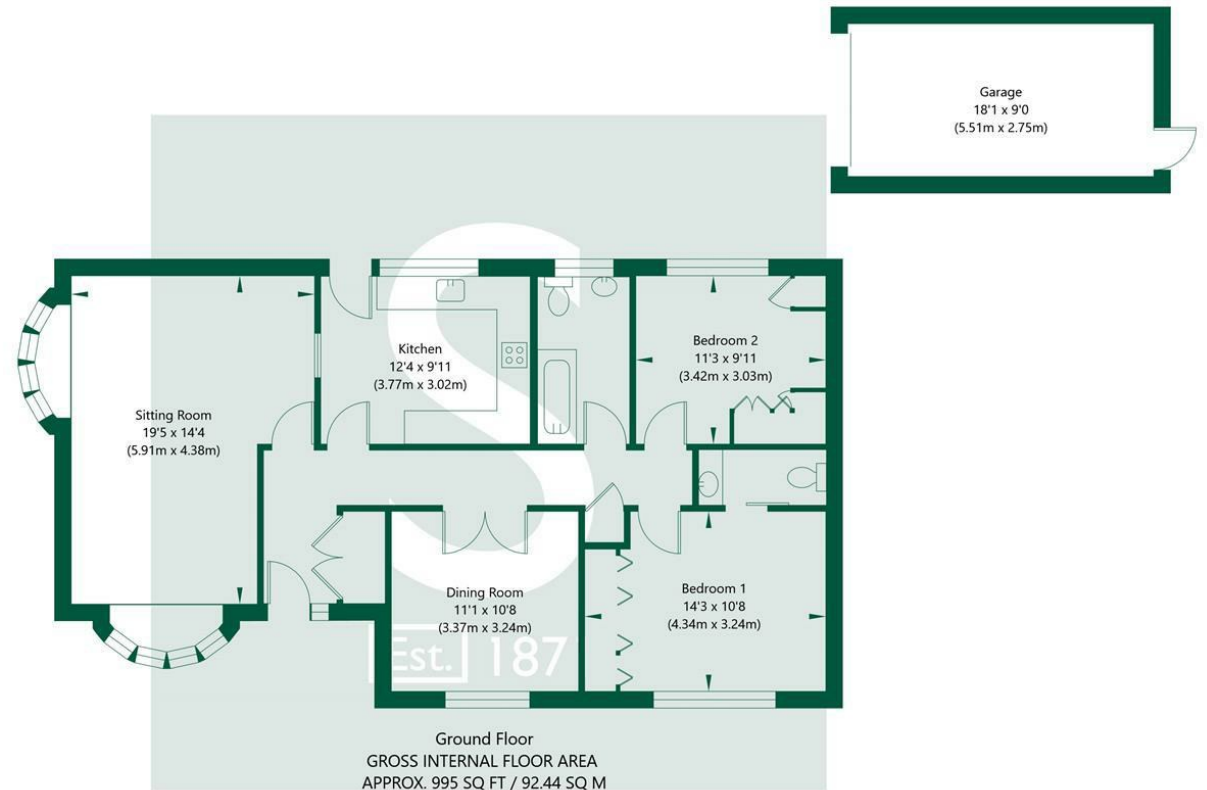 Garage
18'1 x 9'0
(5.51m x 2.75m)
Kitchen
12'4 x 9'11
(3.77m x 3.02m)
Bedroom 2
11'3 x 9'11
(3.42m x 3.03m)
Sitting Room
19'5 x 14'4
(5.91m x 4.38m)
Dining Room
11'1 x 10'8
(3.37m x 3.24m)
Bedroom 1
14'3 x 10'8
(4.34m x 3.24m)
S
Est. 187
Ground Floor
GROSS INTERNAL FLOOR AREA
APPROX. 995 SQ FT / 92.44 SQ M